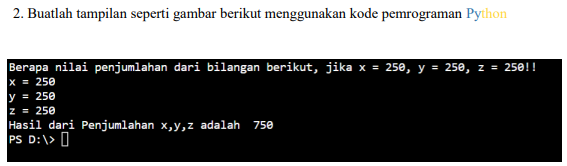 2. Buatlah tampilan seperti gambar berikut menggunakan kode pemrograman Python
Berapa nilai penjumlahan dari bilangan berikut, jika x = 250, y = 250, z = 250!!
x = 250
y = 250
z = 250
Hasil dari Penjumlahan x,y,z adalah  750
PS D:\>